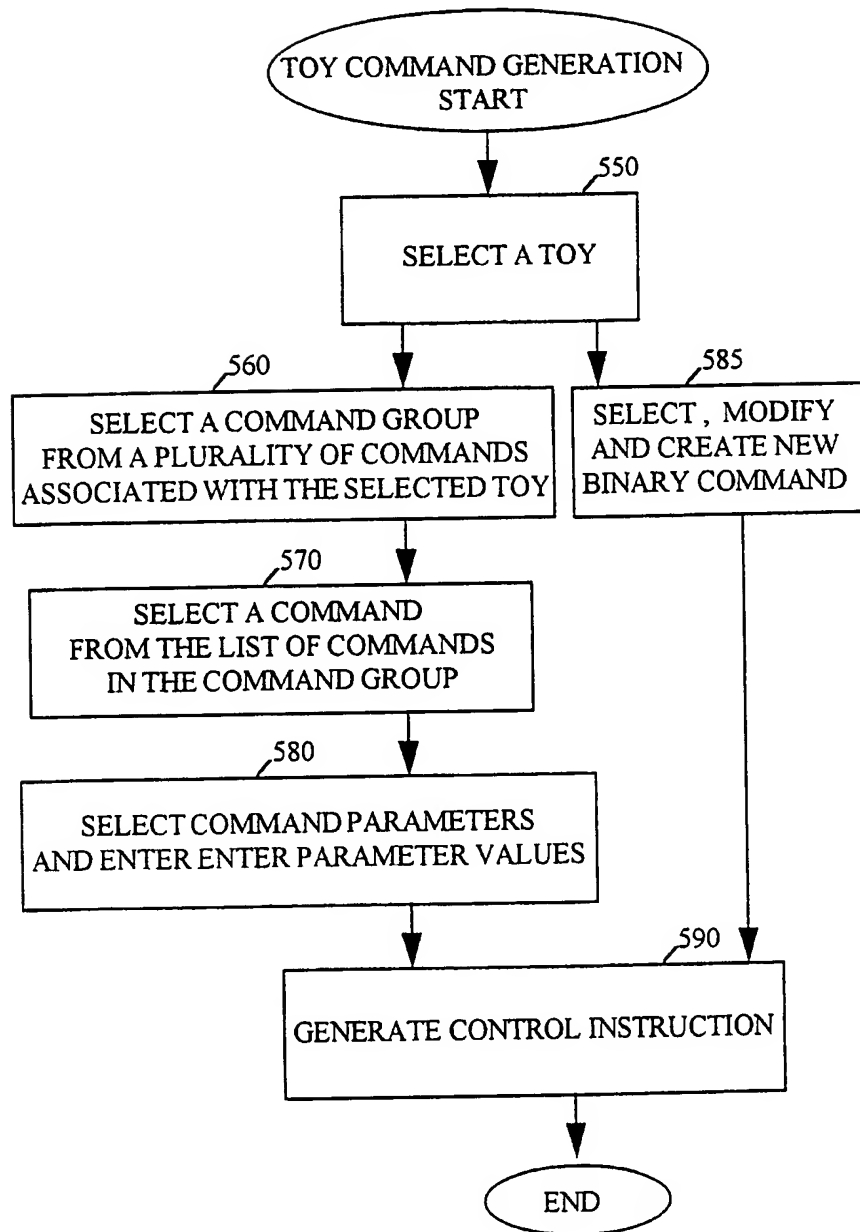 TOY COMMAND GENERATION
START
550
SELECT A TOY
560
SELECT A COMMAND GROUP
FROM A PLURALITY OF COMMANDS
ASSOCIATED WITH THE SELECTED TOY
585
SELECT , MODIFY
AND CREATE NEW
BINARY COMMAND
570
SELECT A COMMAND
FROM THE LIST OF COMMANDS
IN THE COMMAND GROUP
580
SELECT COMMAND PARAMETERS
AND ENTER ENTER PARAMETER VALUES
590
GENERATE CONTROL INSTRUCTION
END